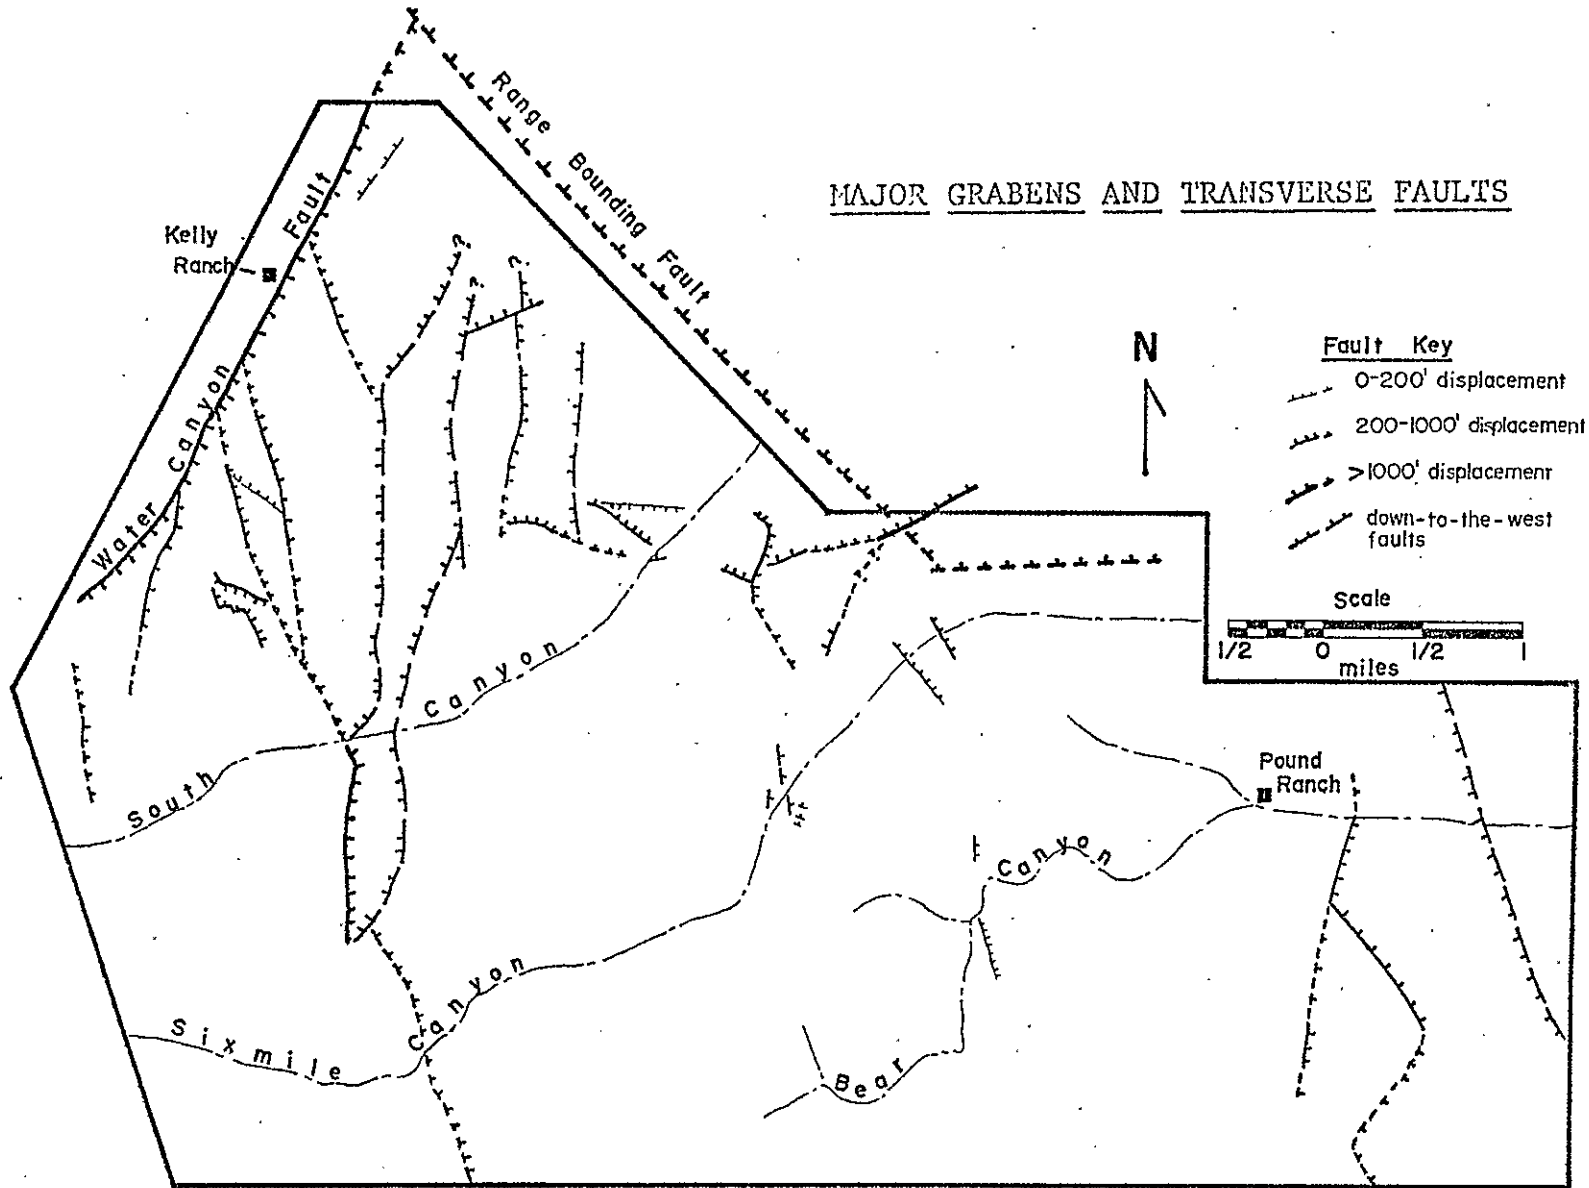 MAJOR GRABENS AND TRANSVERSE FAULTS
Range Bounding Fault
Water Canyon Fault
Kelly
Ranch
?
?
?
N
Fault Key
0-200' displacement
200-1000' displacement
>1000' displacement
down-to-the-west
faults
Scale
1/2 0 1/2 1
miles
South Canyon
Sixmile Canyon
Bear Canyon
Pound
Ranch